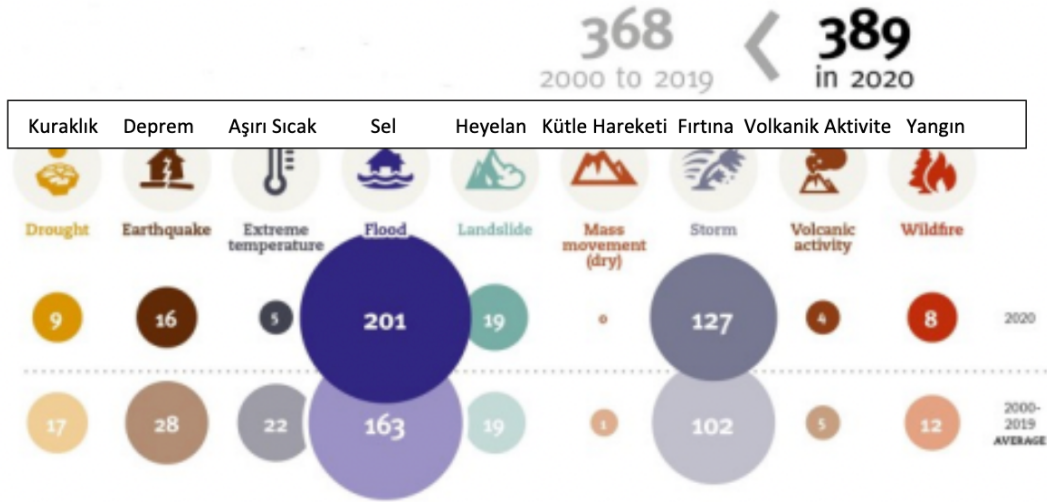 368 < 389
2000 to 2019 in 2020
Kuraklık Deprem Aşırı Sıcak Sel Heyelan Kütle Hareketi Fırtına Volkanik Aktivite Yangın
Drought Earthquake Extreme Flood Landslide Mass Storm Volcanic Wildfire
temperature movement activity
(dry)
9 16 5 201 19 0 127 4 8 2020
17 28 22 163 19 1 102 5 12 2000-
2019
AVERAGE